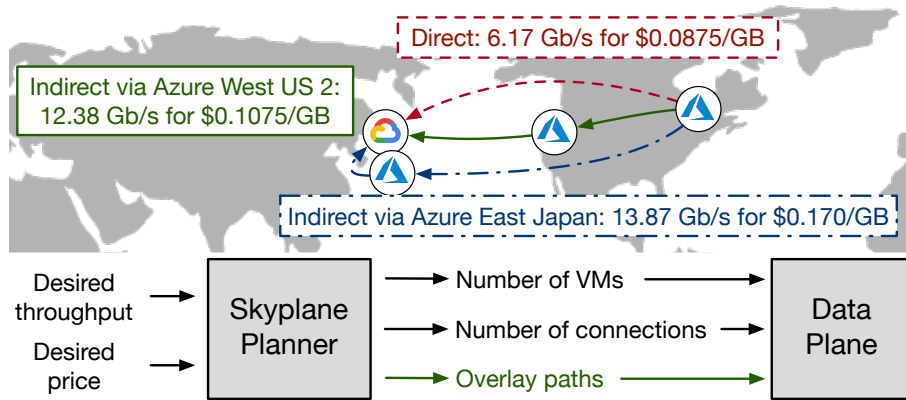 Direct: 6.17 Gb/s for $0.0875/GB
Indirect via Azure West US 2:
12.38 Gb/s for $0.1075/GB
Indirect via Azure East Japan: 13.87 Gb/s for $0.170/GB
Desired
throughput
Desired
price
Skyplane
Planner
Number of VMs
Number of connections
Overlay paths
Data
Plane